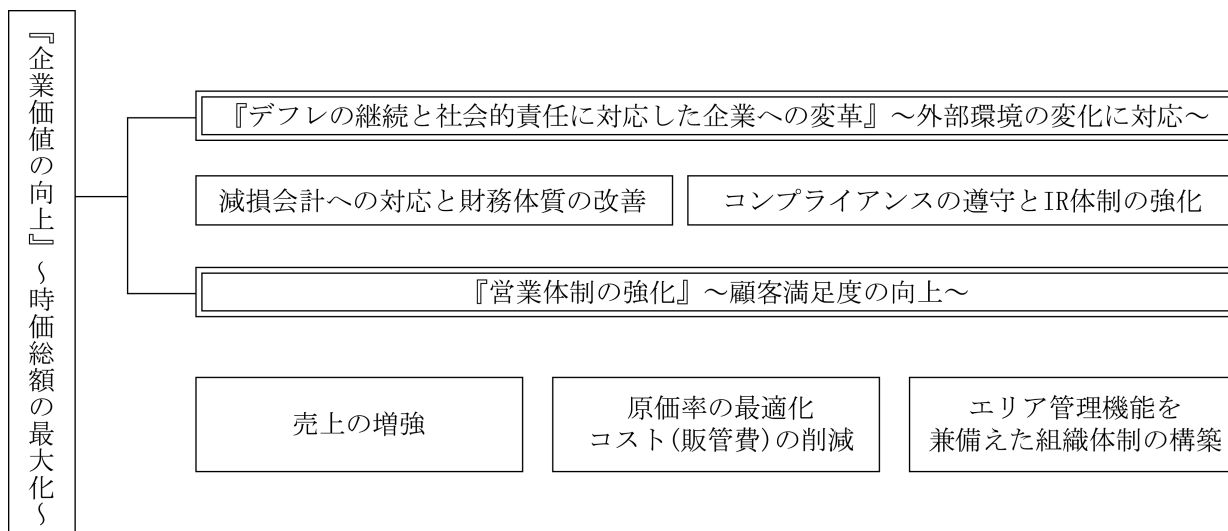 『企業価値の向上』～時価総額の最大化～
『デフレの継続と社会的責任に対応した企業への変革』～外部環境の変化に対応～
減損会計への対応と財務体質の改善
コンプライアンスの遵守とIR体制の強化
『営業体制の強化』～顧客満足度の向上～
売上の増強
原価率の最適化
コスト(販管費)の削減
エリア管理機能を
兼備えた組織体制の構築